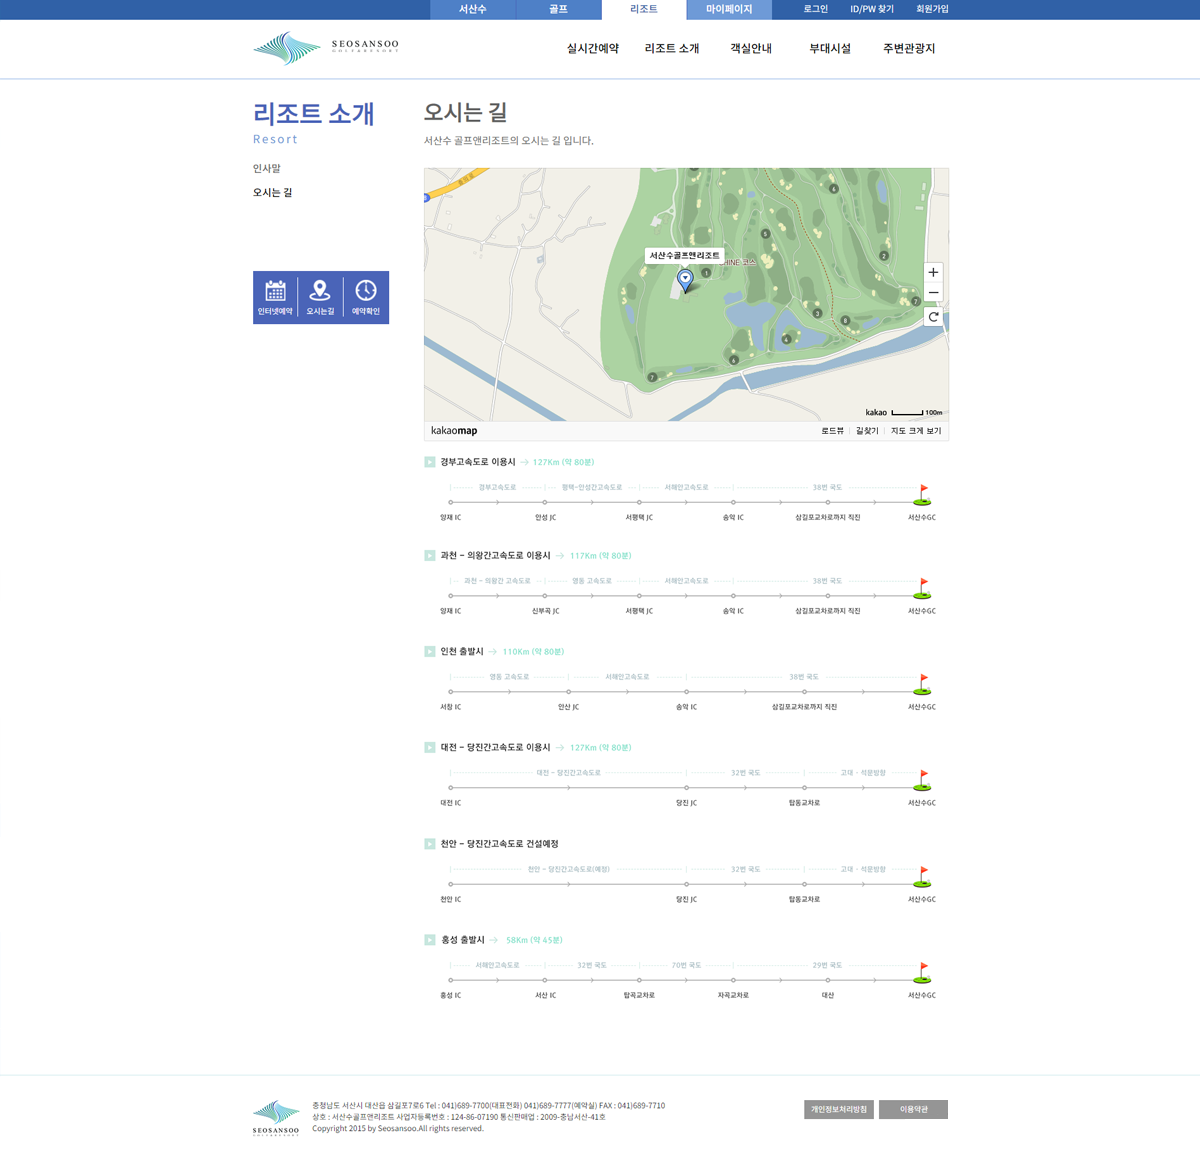 서산수 골프 리조트 마이페이지 로그인 ID/PW 찾기 회원가입
SEOSANSOO
GOLF&RESORT
실시간예약 리조트 소개 객실안내 부대시설 주변관광지
리조트 소개
Resort
인사말
오시는 길
인터넷예약 오시는길 예약확인
오시는 길
서산수 골프앤리조트의 오시는 길 입니다.
서산수골프앤리조트
HINE 코스
1
2
3
4
5
6
6
7
7
8
kakao 100m
kakaomap 로드뷰 길찾기 지도 크게 보기
경부고속도로 이용시 → 127Km (약 80분)
경부고속도로 평택-안성간고속도로 서해안고속도로 38번 국도
양재 IC 안성 JC 서평택 JC 송악 IC 삼길포교차로까지 직진 서산수GC
과천 - 의왕간고속도로 이용시 → 117Km (약 80분)
과천 - 의왕간 고속도로 영동 고속도로 서해안고속도로 38번 국도
양재 IC 신부곡 JC 서평택 JC 송악 IC 삼길포교차로까지 직진 서산수GC
인천 출발시 → 110Km (약 80분)
영동 고속도로 서해안고속도로 38번 국도
서창 IC 안산 JC 송악 IC 삼길포교차로까지 직진 서산수GC
대전 - 당진간고속도로 이용시 → 127Km (약 80분)
대전 - 당진간고속도로 32번 국도 고대 · 석문방향
대전 IC 당진 JC 탑동교차로 서산수GC
천안 - 당진간고속도로 건설예정
천안 - 당진간고속도로(예정) 32번 국도 고대 · 석문방향
천안 IC 당진 JC 탑동교차로 서산수GC
홍성 출발시 → 58Km (약 45분)
서해안고속도로 32번 국도 70번 국도 29번 국도
홍성 IC 서산 IC 탑곡교차로 자곡교차로 대산 서산수GC
SEOSANSOO
GOLF&RESORT
충청남도 서산시 대산읍 삼길포7로6 Tel : 041)689-7700(대표전화) 041)689-7777(예약실) FAX : 041)689-7710
상호 : 서산수골프앤리조트 사업자등록번호 : 124-86-07190 통신판매업 : 2009-충남서산-41호
Copyright 2015 by Seosansoo.All rights reserved.
개인정보처리방침 이용약관